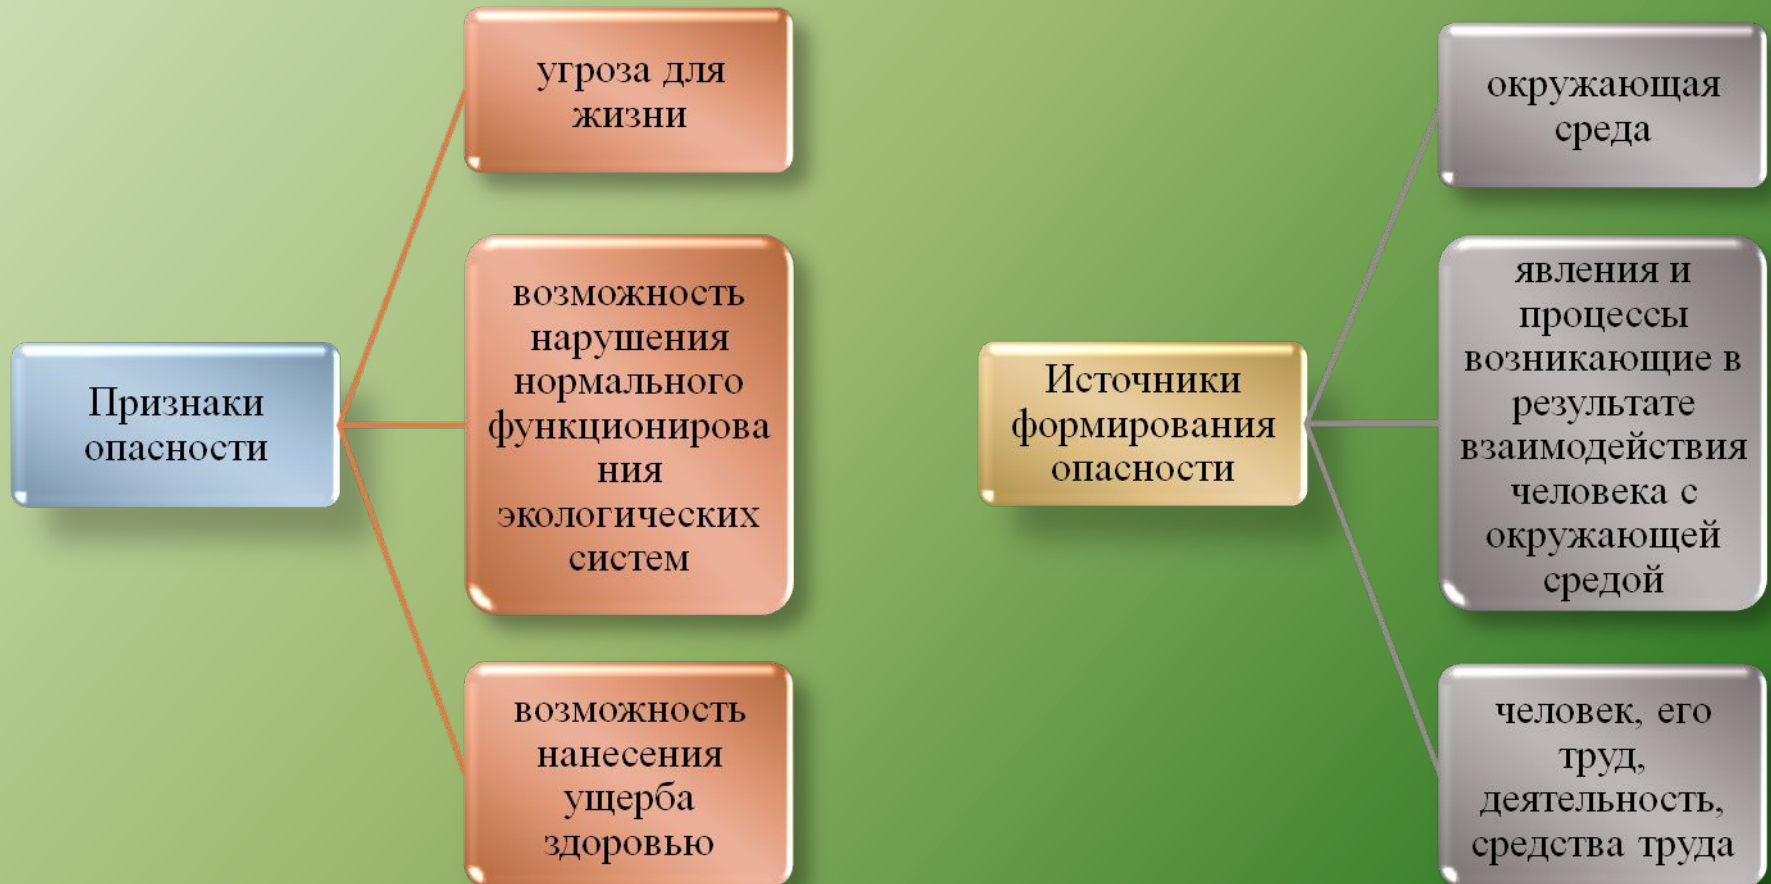 Признаки
опасности
угроза для
жизни
возможность
нарушения
нормального
функционирова
ния
экологических
систем
возможность
нанесения
ущерба
здоровью
Источники
формирования
опасности
окружающая
среда
явления и
процессы
возникающие в
результате
взаимодействия
человека с
окружающей
средой
человек, его
труд,
деятельность,
средства труда